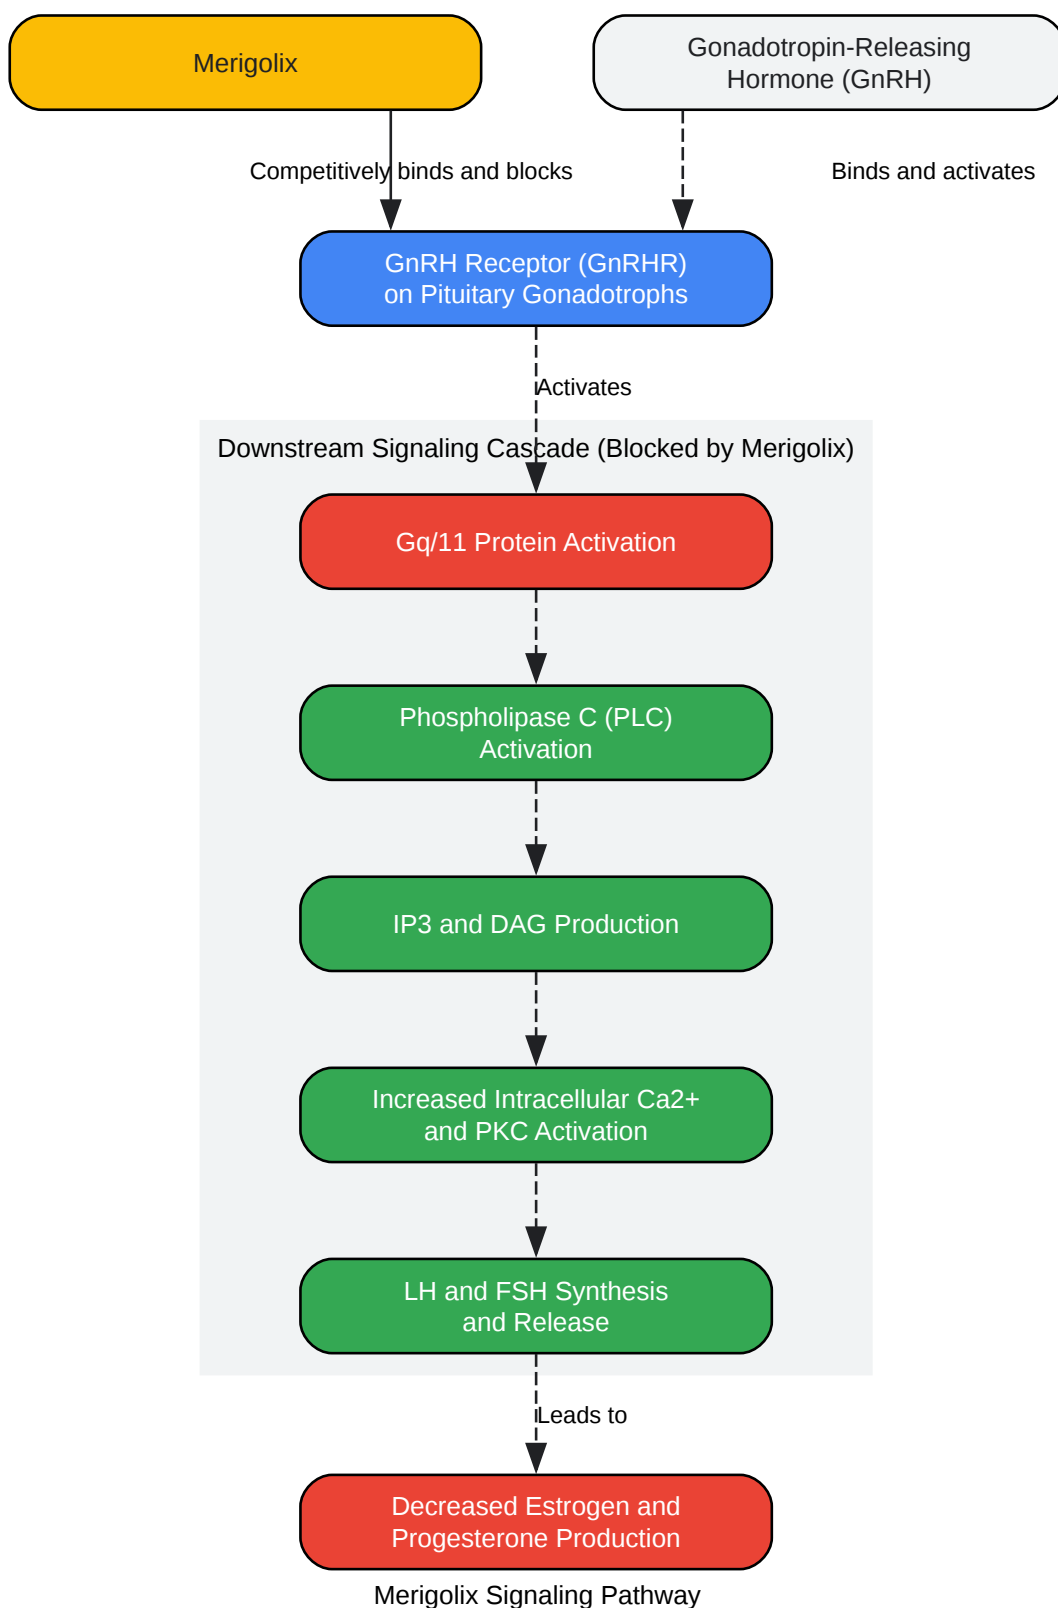 Merigolix
Gonadotropin-Releasing
Hormone (GnRH)
Competitively binds and blocks
Binds and activates
GnRH Receptor (GnRHR)
on Pituitary Gonadotrophs
Activates
Downstream Signaling Cascade (Blocked by Merigolix)
Gq/11 Protein Activation
Phospholipase C (PLC)
Activation
IP3 and DAG Production
Increased Intracellular Ca2+
and PKC Activation
LH and FSH Synthesis
and Release
Leads to
Decreased Estrogen and
Progesterone Production
Merigolix Signaling Pathway